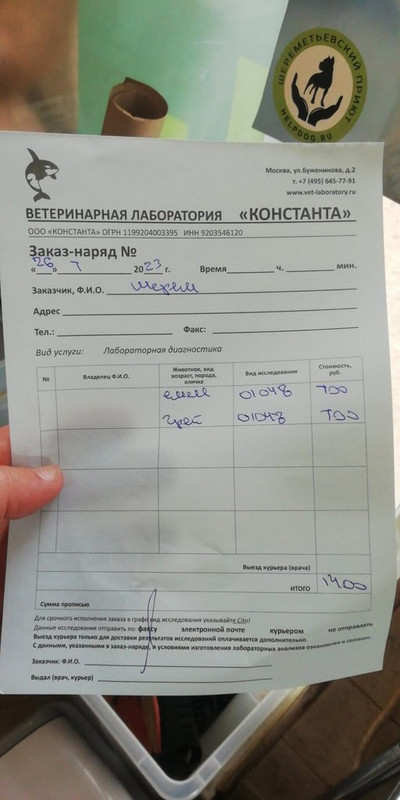 ШЕРЕМЕТЬЕВСКИЙ ПРИЮТ
HELPDOG.RU
Москва, ул.Буженинова, д.2
т. +7 (495) 645-77-91
www.vet-laboratory.ru
ВЕТЕРИНАРНАЯ ЛАБОРАТОРИЯ «КОНСТАНТА»
ООО «КОНСТАНТА» ОГРН 1199204003395 ИНН 9203546120
Заказ-наряд №
«26» 7 2023 г. Время ч. мин.
Заказчик, Ф.И.О. Шерем
Адрес
Тел.: Факс:
Вид услуги: Лабораторная диагностика
№ Владелец Ф.И.О. Животное, вид возраст, парода, кличка Вид исследования Стоимость, руб.
01048 700
Грей 01048 700
Выезд курьера (врача)
ИТОГО 1400
Сумма прописью
Для срочного исполнения заказа в графе вид исследования указывайте Cito!
Данные исследования отправить по: факсу электронной почте курьером не отправлять
Выезд курьера только для доставки результатов исследований оплачивается дополнительно.
С данными, указанными в заказ-наряде, и условиями изготовления лабораторных анализов ознакомлен и согласен.
Заказчик: Ф.И.О.
Выдал (врач, курьер)